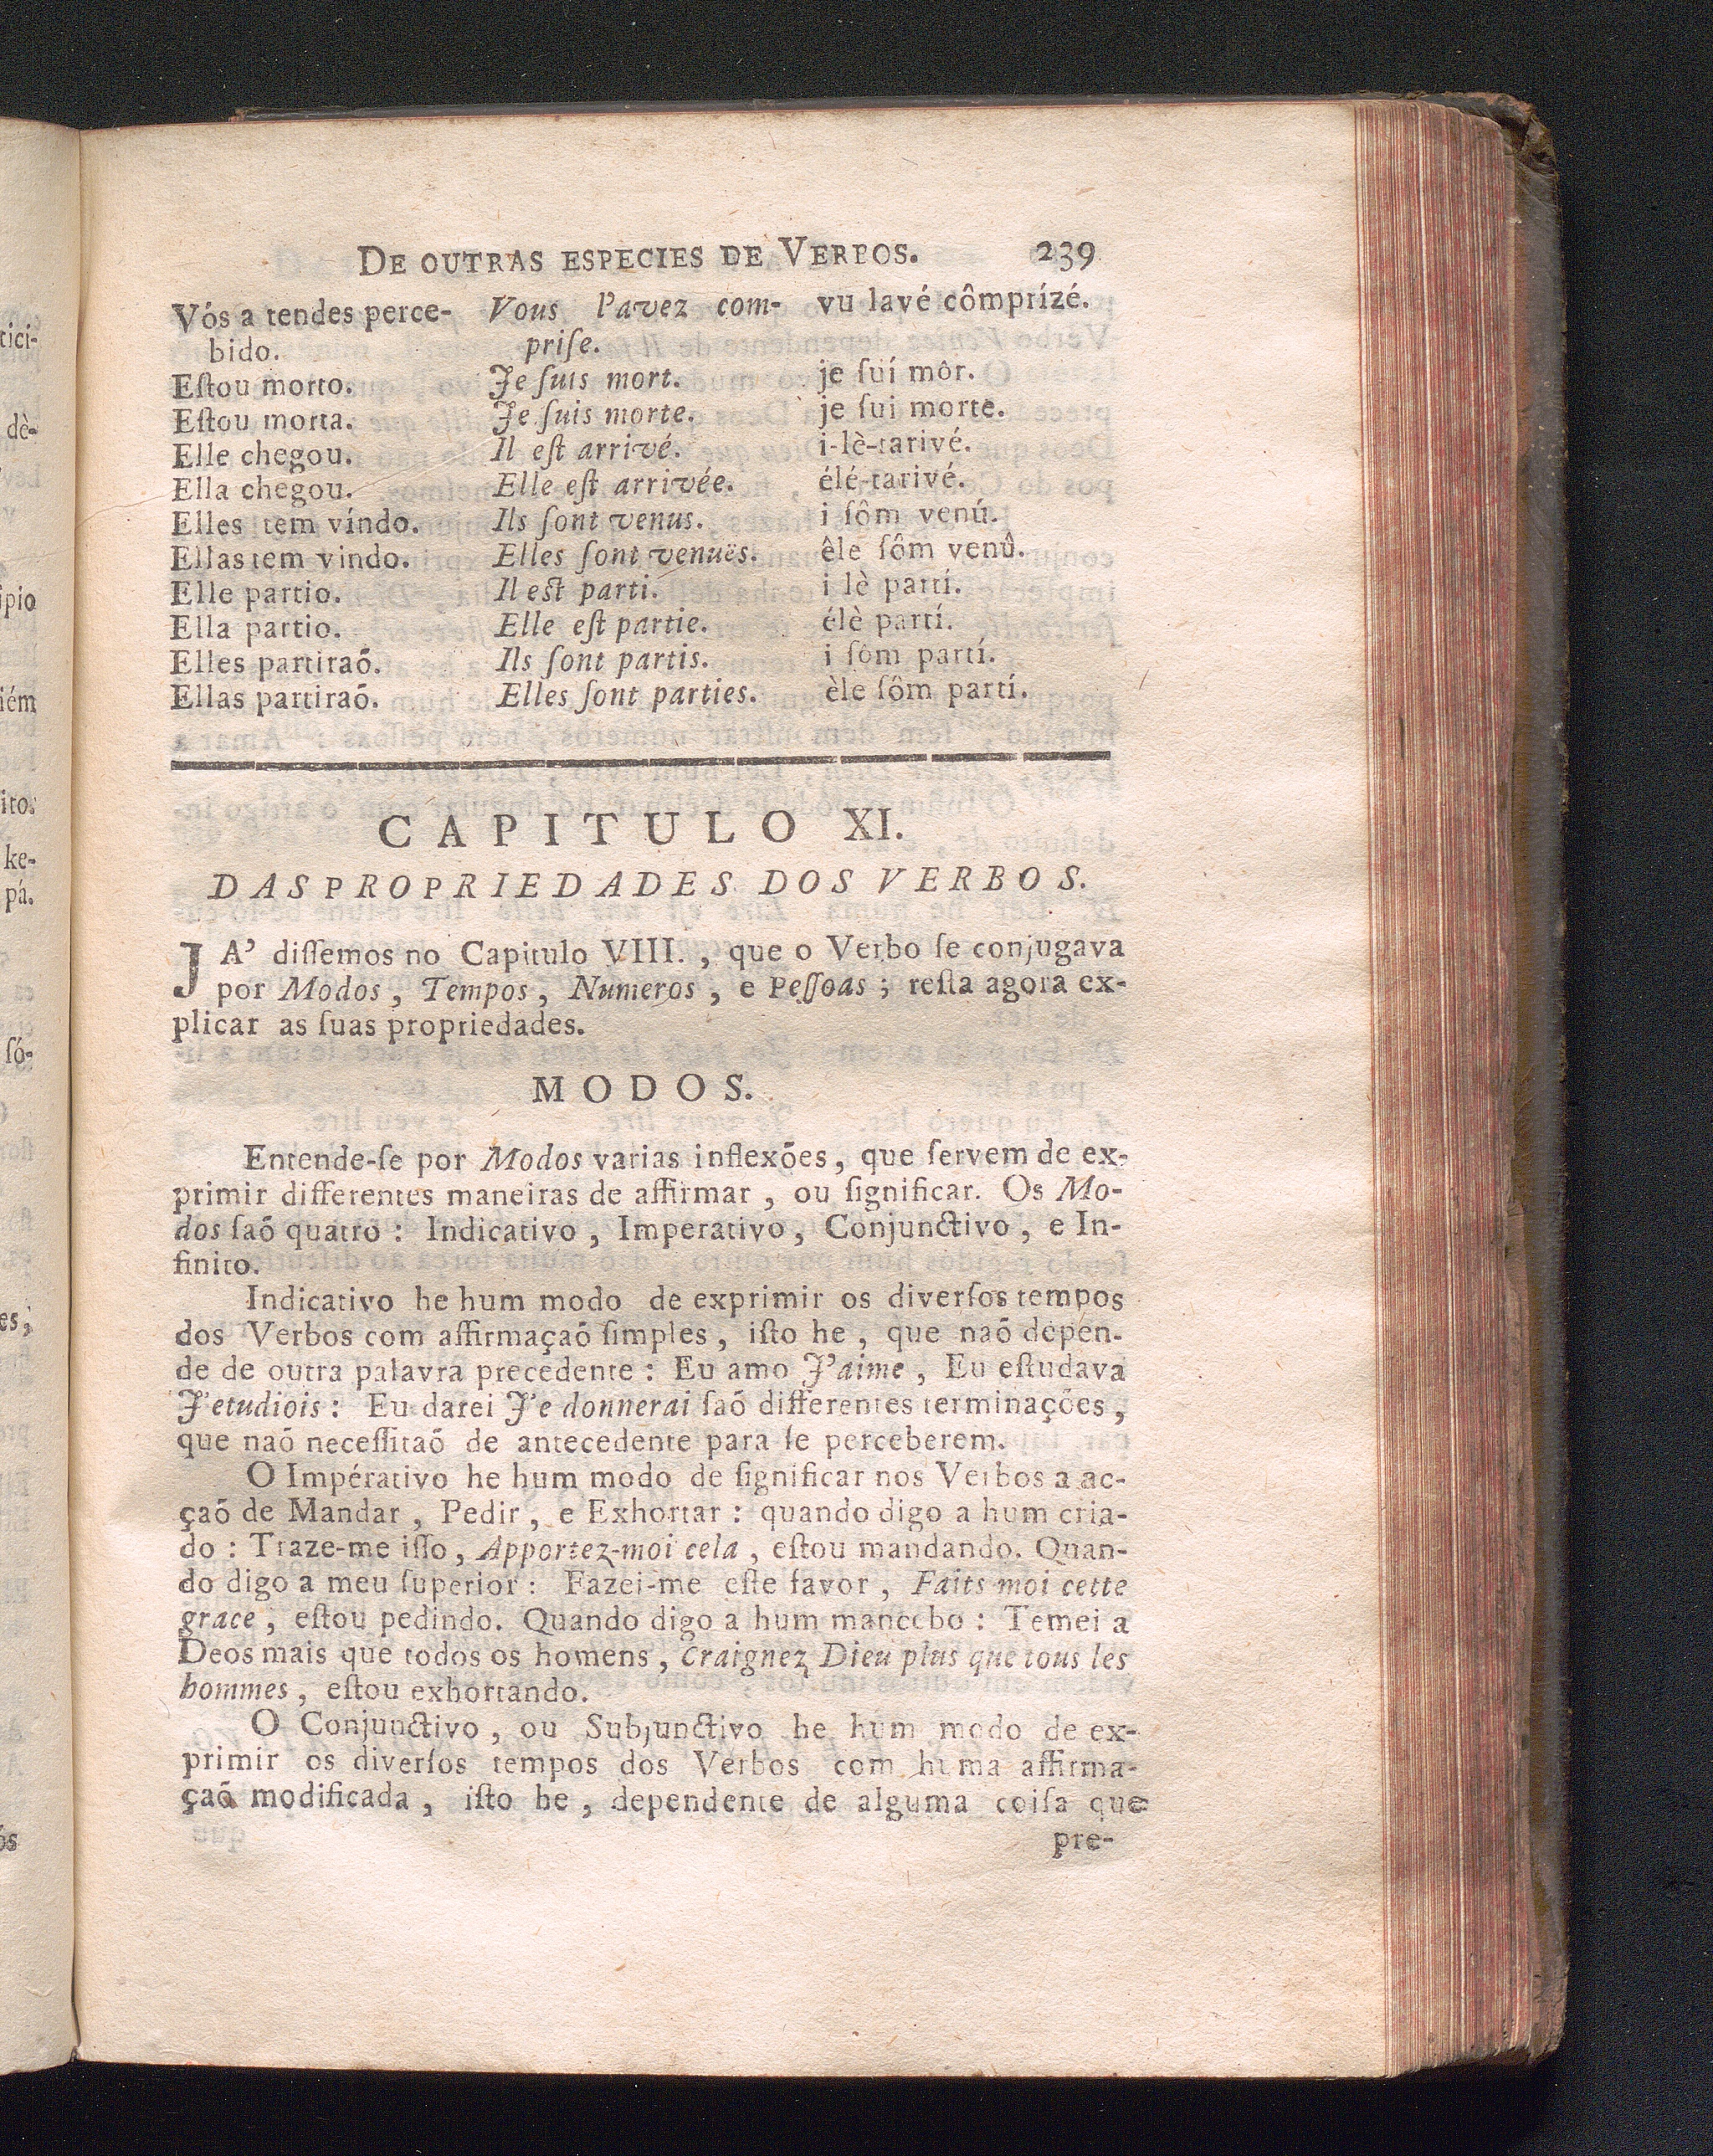 DE OUTRAS ESPECIES DE VERBOS. 239
Vós a tendes perce- Vous l'avez com- vu lavé cômprízé.
bido. priſe.
Eſtou morto. Je ſuis mort. je ſuí môr.
Eſtou morta. Je ſuis morte. je ſui morte.
Elle chegou. Il eſt arrivé. i-lè-tarivé.
Ella chegou. Elle eſt arrivée. élé-tarivé.
Elles tem víndo. Ils ſont venus. i ſôm venú.
Ellas tem vindo. Elles ſont venuës. êle ſôm venû.
Elle partio. Il eſt parti. i lè partí.
Ella partio. Elle eſt partie. élè partí.
Elles partiraõ. Ils ſont partis. i ſôm partí.
Ellas partiraõ. Elles ſont parties. èle ſôm partí.
CAPITULO XI.
DAS PROPRIEDADES DOS VERBOS.
JA' diſſemos no Capitulo VIII., que o Verbo ſe conjugava
por Modos, Tempos, Numeros, e Peſſoas; reſta agora ex-
plicar as ſuas propriedades.
MODOS.
Entende-ſe por Modos varias inflexões, que ſervem de ex-
primir differentes maneiras de affirmar, ou ſignificar. Os Mo-
dos ſaõ quatro: Indicativo, Imperativo, Conjunctivo, e In-
finito.
Indicativo he hum modo de exprimir os diverſos tempos
dos Verbos com affirmaçaõ ſimples, iſto he, que naõ depen-
de de outra palavra precedente: Eu amo J'aime, Eu eſtudava
J'etudiois: Eu darei J'e donnerai ſaõ differentes terminações,
que naõ neceſſitaõ de antecedente para ſe perceberem.
O Impérativo he hum modo de ſignificar nos Verbos a ac-
çaõ de Mandar, Pedir, e Exhortar: quando digo a hum cria-
do: Traze-me iſſo, Apportez-moi cela, eſtou mandando. Quan-
do digo a meu ſuperior: Fazei-me eſte favor, Faits moi cette
grace, eſtou pedindo. Quando digo a hum mancebo: Temei a
Deos mais que todos os homens, Craignez Dieu plus que tous les
hommes, eſtou exhortando.
O Conjunctivo, ou Subjunctivo he hum modo de ex-
primir os diverſos tempos dos Verbos com huma affirma-
çaõ modificada, iſto he, dependente de alguma coiſa que
pre-